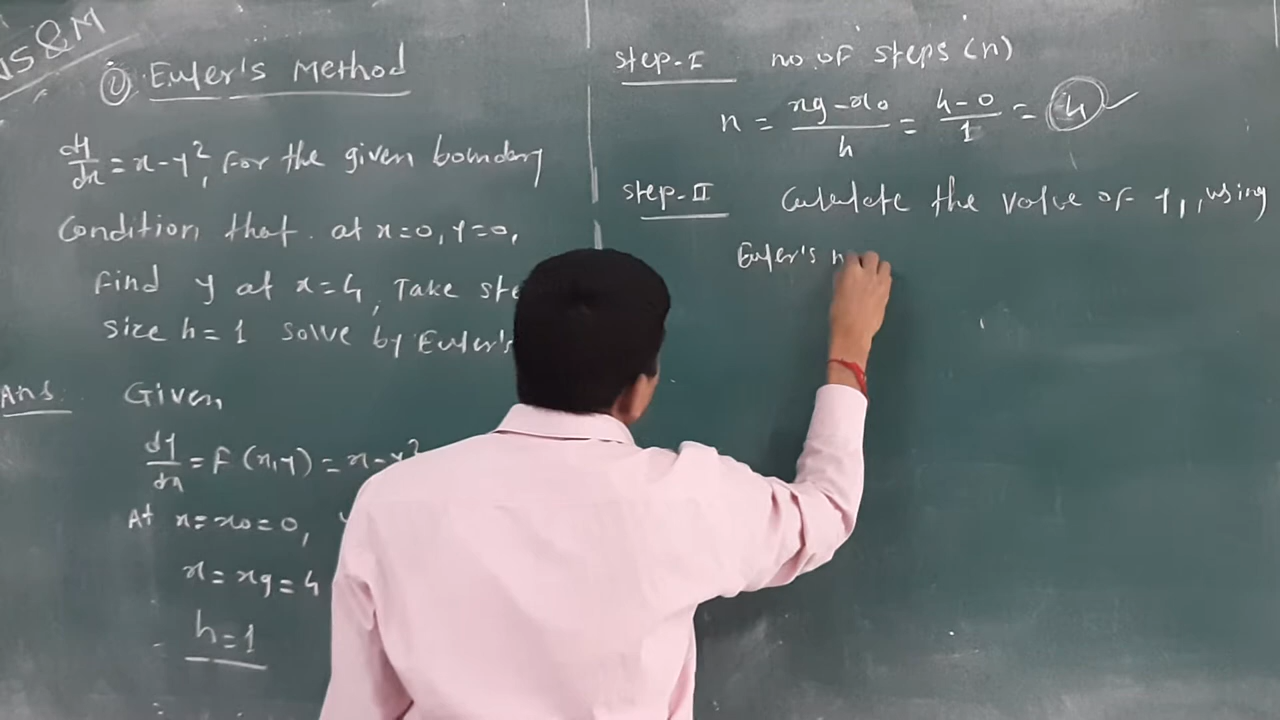 NS&M
① Euler's Method
dy/dx = x - y², For the given boundary
Condition that at x=0, y=0,
Find y at x=4, Take ste
size h=1 solve by Euler's
Ans. Given
dy/dx = F(x,y) = x-y²
At x=x0=0,
x=xg=4
h=1
=
step-I no. of steps (n)
n = xg-x0/h = 4-0/1 = 4 ✓
step-II Calculate the value of y1, using
Euler's